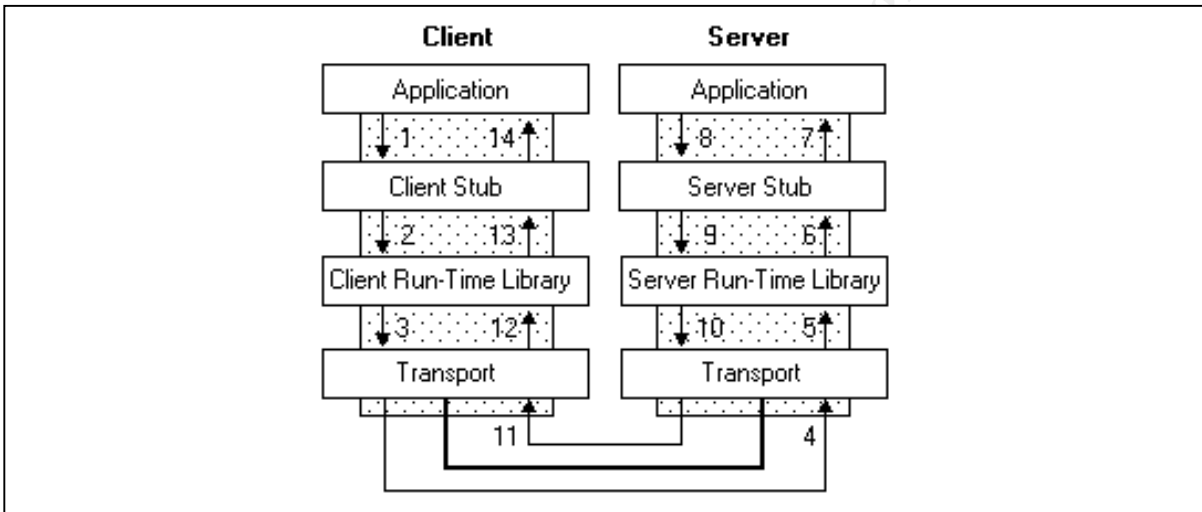 Client Server
Application Application
1 14 8 7
Client Stub Server Stub
2 13 9 6
Client Run-Time Library Server Run-Time Library
3 12 10 5
Transport Transport
11 4